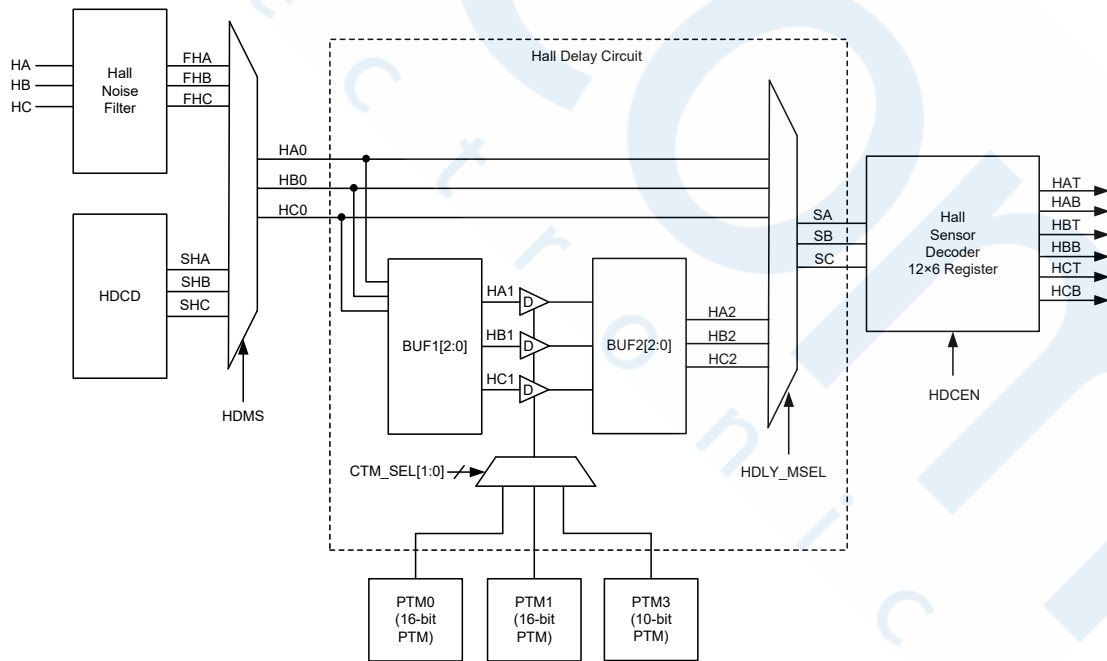 Hall Delay Circuit
HA
HB
HC
Hall
Noise
Filter
FHA
FHB
FHC
HDCD
SHA
SHB
SHC
HDMS
HA0
HB0
HC0
BUF1[2:0]
HA1
HB1
HC1
D
D
D
BUF2[2:0]
HA2
HB2
HC2
CTM_SEL[1:0]
HDLY_MSEL
SA
SB
SC
Hall
Sensor
Decoder
12×6 Register
HDCEN
HAT
HAB
HBT
HBB
HCT
HCB
PTM0
(16-bit
PTM)
PTM1
(16-bit
PTM)
PTM3
(10-bit
PTM)